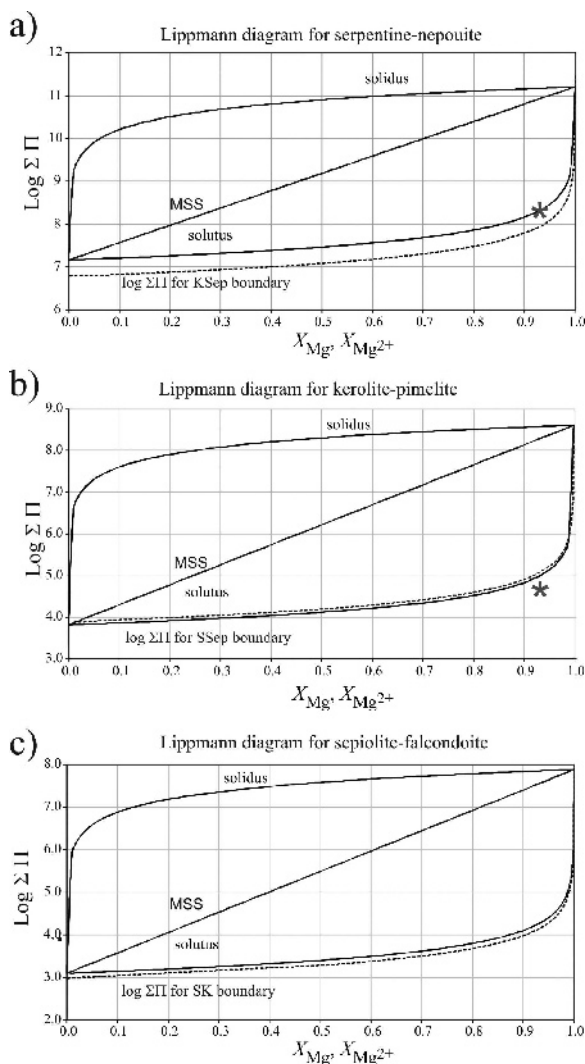 a)
Lippmann diagram for serpentine-nepouite
12
11
10
9
8
7
6
Log Σ Π
solidus
MSS
solutus
log ΣΠ for KSep boundary
0.0 0.1 0.2 0.3 0.4 0.5 0.6 0.7 0.8 0.9 1.0
XMg, XMg2+
b)
Lippmann diagram for kerolite-pimelite
9.0
8.0
7.0
6.0
5.0
4.0
3.0
Log Σ Π
solidus
MSS
solutus
log ΣΠ for SSep boundary
0.0 0.1 0.2 0.3 0.4 0.5 0.6 0.7 0.8 0.9 1.0
XMg, XMg2+
c)
Lippmann diagram for sepiolite-falcondoite
8.0
7.0
6.0
5.0
4.0
3.0
2.0
Log Σ Π
solidus
MSS
solutus
log ΣΠ for SK boundary
0.0 0.1 0.2 0.3 0.4 0.5 0.6 0.7 0.8 0.9 1.0
XMg, XMg2+